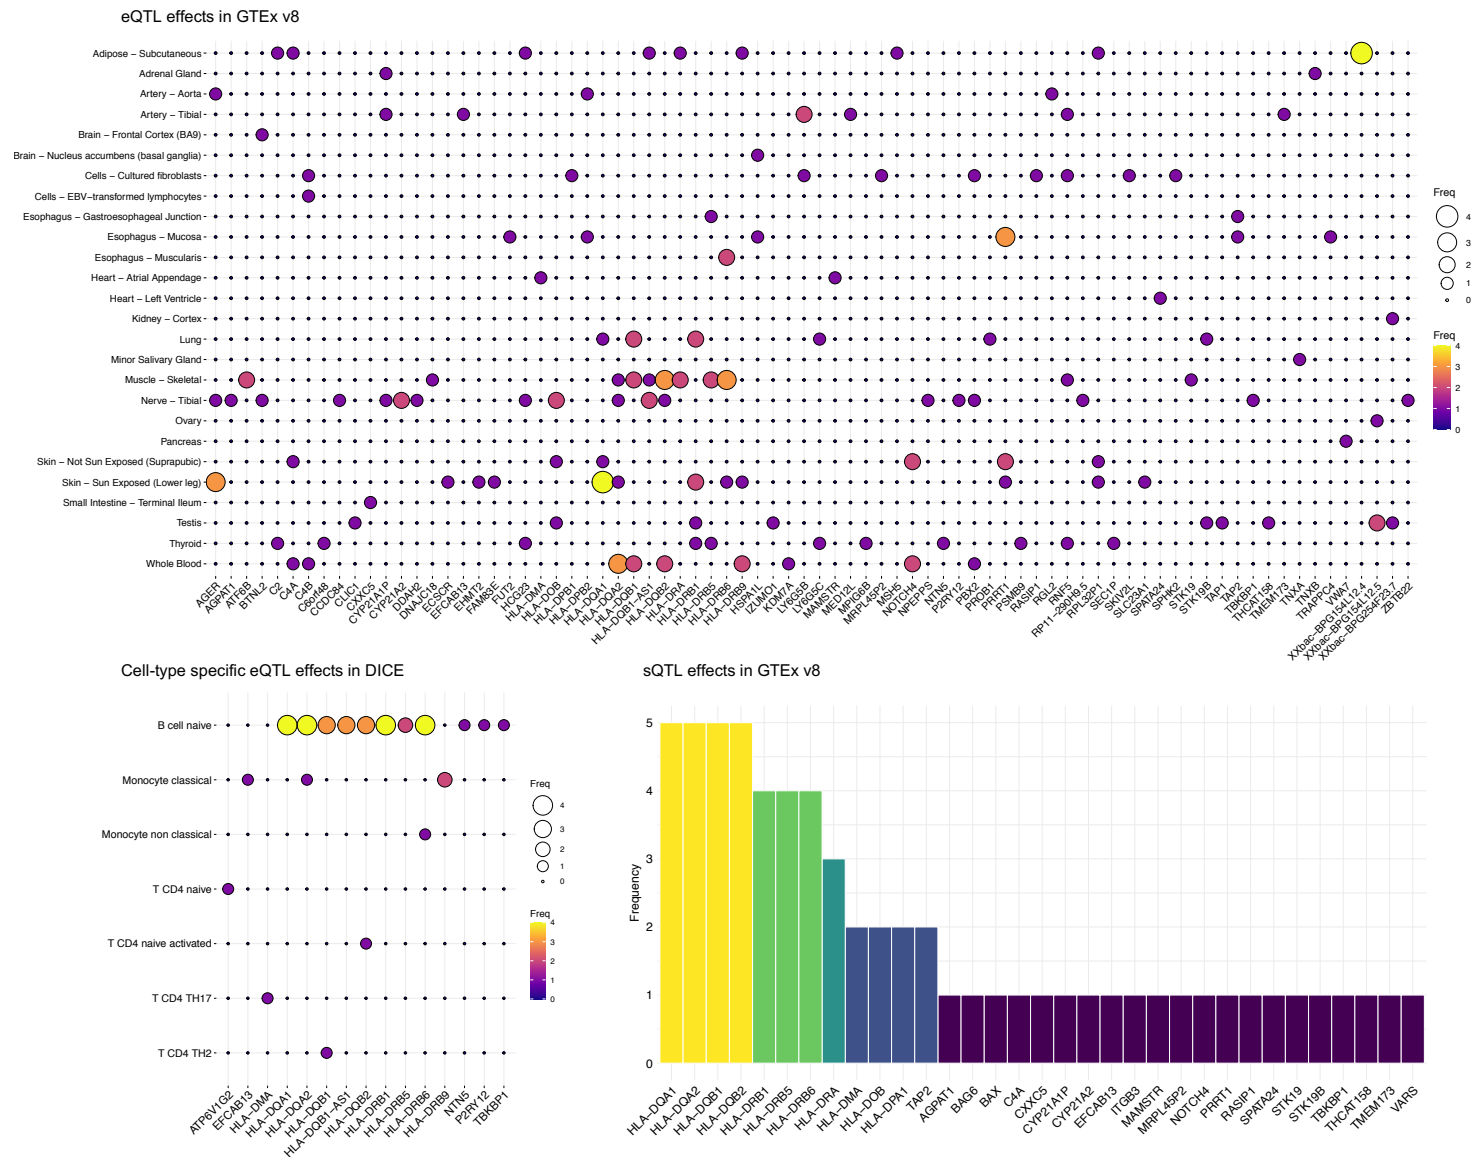 eQTL effects in GTEx v8
Adipose − Subcutaneous
Adrenal Gland
Artery − Aorta
Artery − Tibial
Brain − Frontal Cortex (BA9)
Brain − Nucleus accumbens (basal ganglia)
Cells − Cultured fibroblasts
Cells − EBV−transformed lymphocytes
Esophagus − Gastroesophageal Junction
Esophagus − Mucosa
Esophagus − Muscularis
Heart − Atrial Appendage
Heart − Left Ventricle
Kidney − Cortex
Lung
Minor Salivary Gland
Muscle − Skeletal
Nerve − Tibial
Ovary
Pancreas
Skin − Not Sun Exposed (Suprapubic)
Skin − Sun Exposed (Lower leg)
Small Intestine − Terminal Ileum
Testis
Thyroid
Whole Blood
AGER
AGPAT1
ATF6B
BTNL2
C2
C4A
C4B
C6orf48
CCDC84
CLIC1
CXXC5
CYP21A1P
CYP21A2
DDAH2
DNAJC18
ECSCR
EFCAB13
EHMT2
FUT2
HCG23
HLA−DMA
HLA−DOB
HLA−DPB1
HLA−DPB2
HLA−DQA1
HLA−DQA2
HLA−DQB1
HLA−DQB1−AS1
HLA−DQB2
HLA−DRA
HLA−DRB1
HLA−DRB5
HLA−DRB6
HLA−DRB9
HSPA1L
IZUMO1
KDM7A
LY6G5B
LY6G5C
MAMSTR
MED12L
MPIG6B
MRPL45P2
MSH5
NOTCH4
NPEPPS
NTN5
P2RY12
PBX2
PROB1
PRRT1
PSMB9
RASIP1
RGL2
RNF5
RP11−290H9.5
RPL32P1
SEC1P
SKIV2L
SLC23A1
SPATA24
SPHK2
STK19
STK19B
TAP1
TAP2
TBKBP1
THCAT158
TMEM173
TNXA
TNXB
TRAPPC4
VWA7
XXbac−BPG154L12.4
XXbac−BPG154L12.5
XXbac−BPG254F23.7
ZBTB22
Freq
4
3
2
1
0
Freq
4
3
2
1
0
Cell−type specific eQTL effects in DICE
B cell naive
Monocyte classical
Monocyte non classical
T CD4 naive
T CD4 naive activated
T CD4 TH17
T CD4 TH2
ATP6V1G2
EFCAB13
HLA−DMA
HLA−DQA1
HLA−DQA2
HLA−DQB1
HLA−DQB1−AS1
HLA−DQB2
HLA−DRB1
HLA−DRB5
HLA−DRB6
HLA−DRB9
NTN5
P2RY12
TBKBP1
Freq
4
3
2
1
0
Freq
4
3
2
1
0
sQTL effects in GTEx v8
Frequency
5
4
3
2
1
0
HLA−DQA1
HLA−DQA2
HLA−DQB1
HLA−DQB2
HLA−DRB1
HLA−DRB5
HLA−DRB6
HLA−DRA
HLA−DMA
HLA−DOB
HLA−DPA1
TAP2
AGPAT1
BAG6
BAX
C4A
CXXC5
CYP21A1P
CYP21A2
EFCAB13
ITGB3
MAMSTR
MRPL45P2
NOTCH4
PRRT1
RASIP1
SPATA24
STK19
STK19B
TBKBP1
THCAT158
TMEM173
VARS